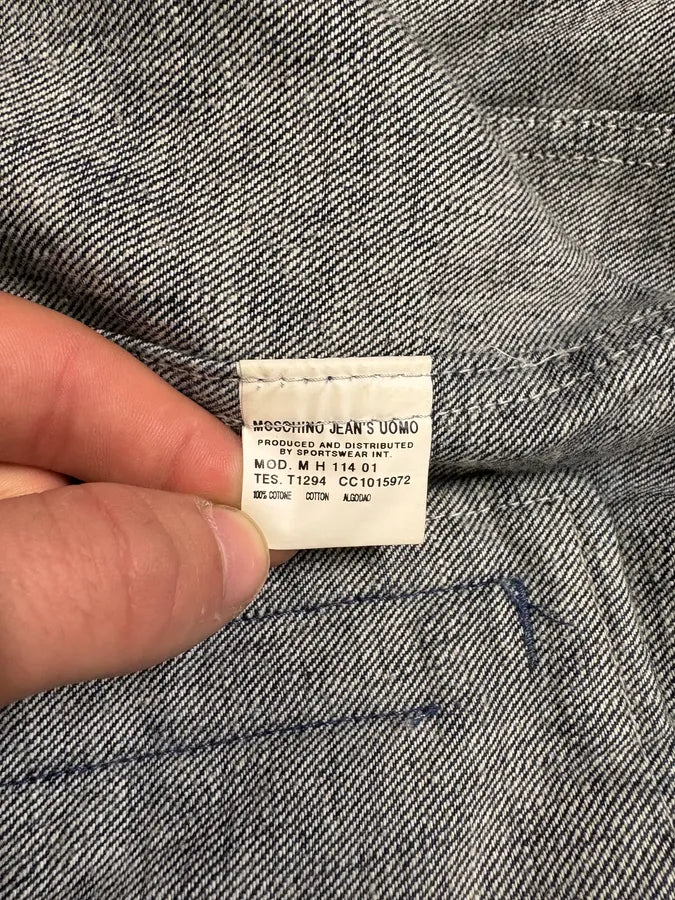 MOSCHINO JEAN'S UOMO
PRODUCED AND DISTRIBUTED
BY SPORTSWEAR INT.
MOD. M H 114 01
TES. T1294 CC1015972
100% COTONE COTTON ALGODAO